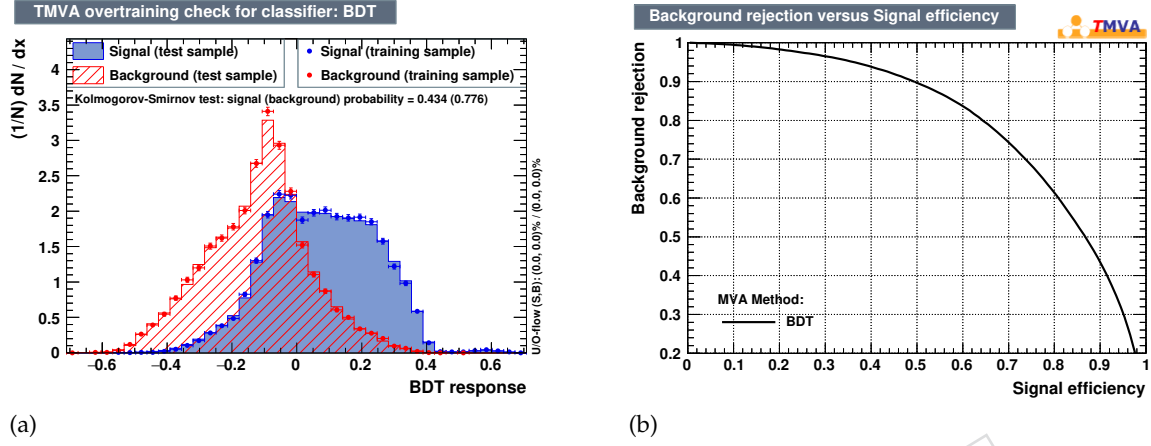 TMVA overtraining check for classifier: BDT
Signal (test sample)
Background (test sample)
Signal (training sample)
Background (training sample)
Kolmogorov-Smirnov test: signal (background) probability = 0.434 (0.776)
(1/N) dN / dx
4
3.5
3
2.5
2
1.5
1
0.5
0
−0.6 −0.4 −0.2 0 0.2 0.4 0.6
BDT response
U/O-flow (S,B): (0.0, 0.0)% / (0.0, 0.0)%
(a)
Background rejection versus Signal efficiency
TMVA
Background rejection
1
0.9
0.8
0.7
0.6
0.5
0.4
0.3
0.2
MVA Method:
BDT
0 0.1 0.2 0.3 0.4 0.5 0.6 0.7 0.8 0.9 1
Signal efficiency
(b)